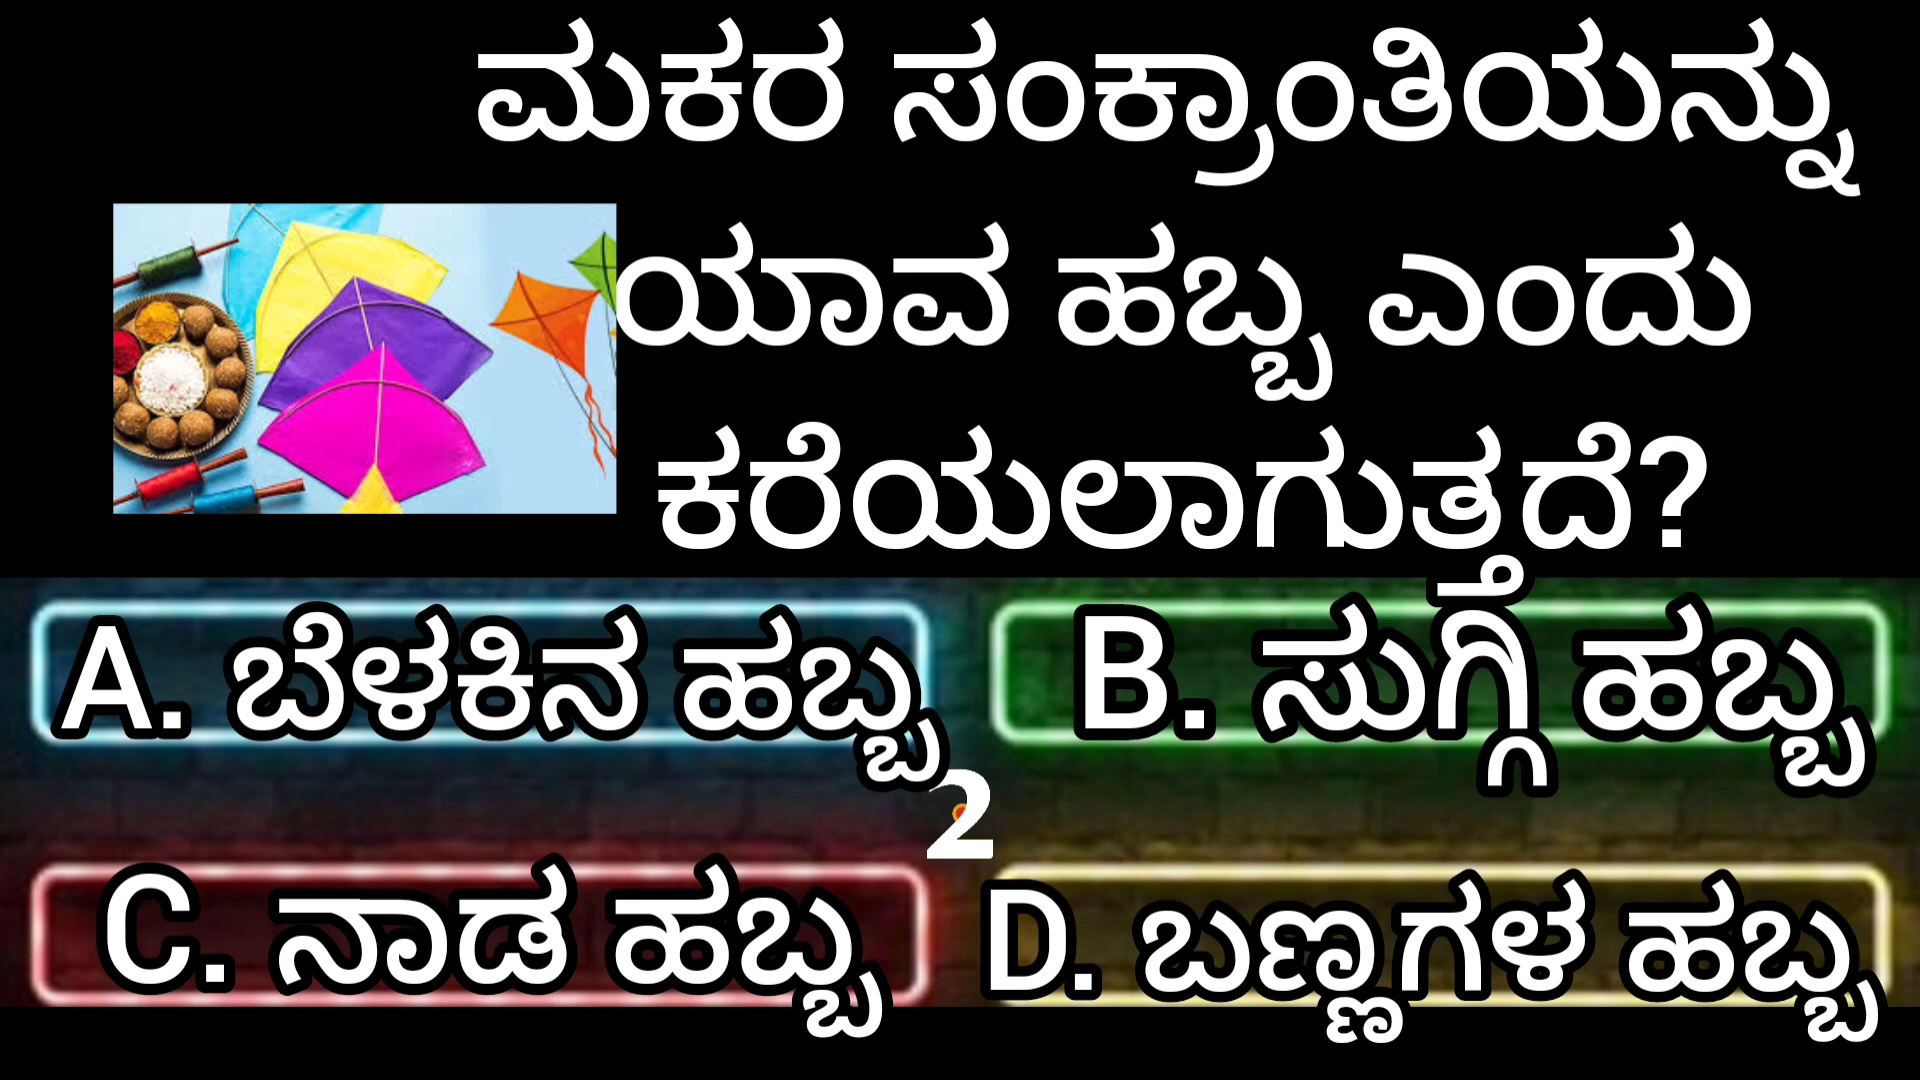 ಮಕರ ಸಂಕ್ರಾಂತಿಯನ್ನು
ಯಾವ ಹಬ್ಬ ಎಂದು
ಕರೆಯಲಾಗುತ್ತದೆ?
A. ಬೆಳಕಿನ ಹಬ್ಬ
B. ಸುಗ್ಗಿ ಹಬ್ಬ
2
C. ನಾಡ ಹಬ್ಬ
D. ಬಣ್ಣಗಳ ಹಬ್ಬ